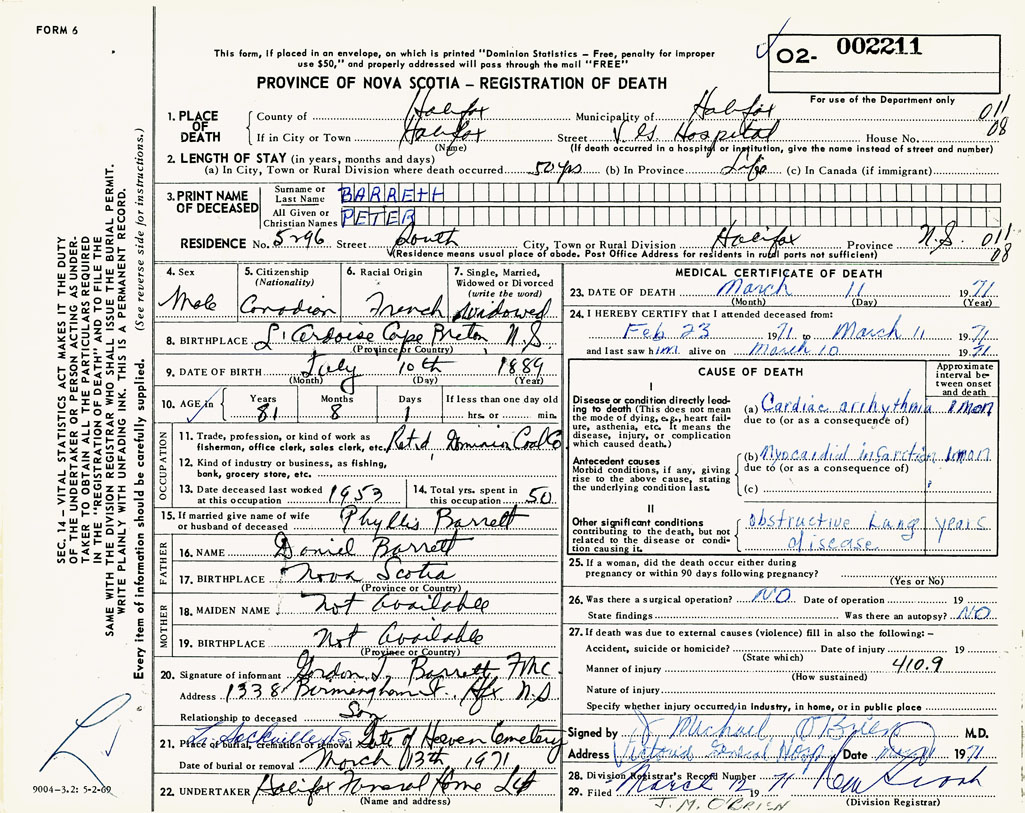 FORM 6
This form, if placed in an envelope, on which is printed "Dominion Statistics – Free, penalty for improper
use $50," and properly addressed will pass through the mail "FREE"
02- 002211
PROVINCE OF NOVA SCOTIA – REGISTRATION OF DEATH
For use of the Department only
1. PLACE OF DEATH
County of Halifax Municipality of Halifax 011
If in City or Town Halifax Street V. G. Hospital House No. 08
(Name) (If death occurred in a hospital or institution, give the name instead of street and number)
2. LENGTH OF STAY (in years, months and days)
(a) In City, Town or Rural Division where death occurred 50 yrs (b) In Province Life (c) In Canada (if immigrant)
3. PRINT NAME OF DECEASED
Surname or Last Name BARRETT
All Given or Christian Names PETER
RESIDENCE No. 5296 Street South City, Town or Rural Division Halifax Province N.S. 011
(Residence means usual place of abode. Post Office Address for residents in rural parts not sufficient) 08
4. Sex
Male
5. Citizenship
(Nationality)
Canadian
6. Racial Origin
French
7. Single, Married,
Widowed or Divorced
(write the word)
Widowed
8. BIRTHPLACE L'Ardoise Cape Breton N.S.
(Province or Country)
9. DATE OF BIRTH July 10th 1889
(Month) (Day) (Year)
10. AGE in Years Months Days If less than one day old
81 8 1 hrs. or min.
OCCUPATION
11. Trade, profession, or kind of work as
fisherman, office clerk, sales clerk, etc. Ret'd. Dominion Coal Co
12. Kind of industry or business, as fishing,
bank, grocery store, etc.
13. Date deceased last worked
at this occupation 1953
14. Total yrs. spent in
this occupation 50
15. If married give name of wife
or husband of deceased Phyllis Barrett
FATHER
16. NAME Daniel Barrett
17. BIRTHPLACE Nova Scotia
(Province or Country)
MOTHER
18. MAIDEN NAME Not Available
19. BIRTHPLACE Not Available
(Province or Country)
20. Signature of informant Gordon J. Barrett FMC
Address 1338 Birmingham St. Hfx N.S
Relationship to deceased Son
21. Place of burial, cremation or removal Lr Sackville N.S Gate of Heaven Cemetery
Date of burial or removal March 13th 1971
22. UNDERTAKER Halifax Funeral Home Ltd
(Name and address)
MEDICAL CERTIFICATE OF DEATH
23. DATE OF DEATH March 11 1971
(Month) (Day) (Year)
24. I HEREBY CERTIFY that I attended deceased from:
Feb 23 1971 to March 11 1971
and last saw him alive on March 10 1971
CAUSE OF DEATH
Approximate
interval be-
tween onset
and death
I
Disease or condition directly lead-
ing to death (This does not mean
the mode of dying, e.g., heart fail-
ure, asthenia, etc. It means the
disease, injury, or complication
which caused death.)
(a) Cardiac arrhythmia 1 mon
due to (or as a consequence of)
Antecedent causes
Morbid conditions, if any, giving
rise to the above cause, stating
the underlying condition last.
(b) Myocardial infarction 1 mon
due to (or as a consequence of)
(c)
II
Other significant conditions
contributing to the death, but not
related to the disease or condi-
tion causing it.
obstructive Lung years
disease
25. If a woman, did the death occur either during
pregnancy or within 90 days following pregnancy?
(Yes or No)
26. Was there a surgical operation? NO Date of operation 19
State findings Was there an autopsy? NO
27. If death was due to external causes (violence) fill in also the following:–
Accident, suicide or homicide? Date of injury 19
(State which)
Manner of injury 410.9
(How sustained)
Nature of injury
Specify whether injury occurred in industry, in home, or in public place
Signed by J. Michael O'Brien M.D.
Address Victoria General Hosp Date 1971
28. Division Registrar's Record Number
29. Filed March 12 1971
(Division Registrar)
J. M. O'BRIEN
SEC. 14 – VITAL STATISTICS ACT MAKES IT THE DUTY
OF THE UNDERTAKER OR PERSON ACTING AS UNDER-
TAKER TO OBTAIN ALL THE PARTICULARS REQUIRED
IN THE "REGISTRATION OF DEATH" AND TO FILE THE
SAME WITH THE DIVISION REGISTRAR WHO SHALL ISSUE THE BURIAL PERMIT.
WRITE PLAINLY WITH UNFADING INK. THIS IS A PERMANENT RECORD.
Every item of information should be carefully supplied. (See reverse side for instructions.)
9004-3.2: 5-2-69